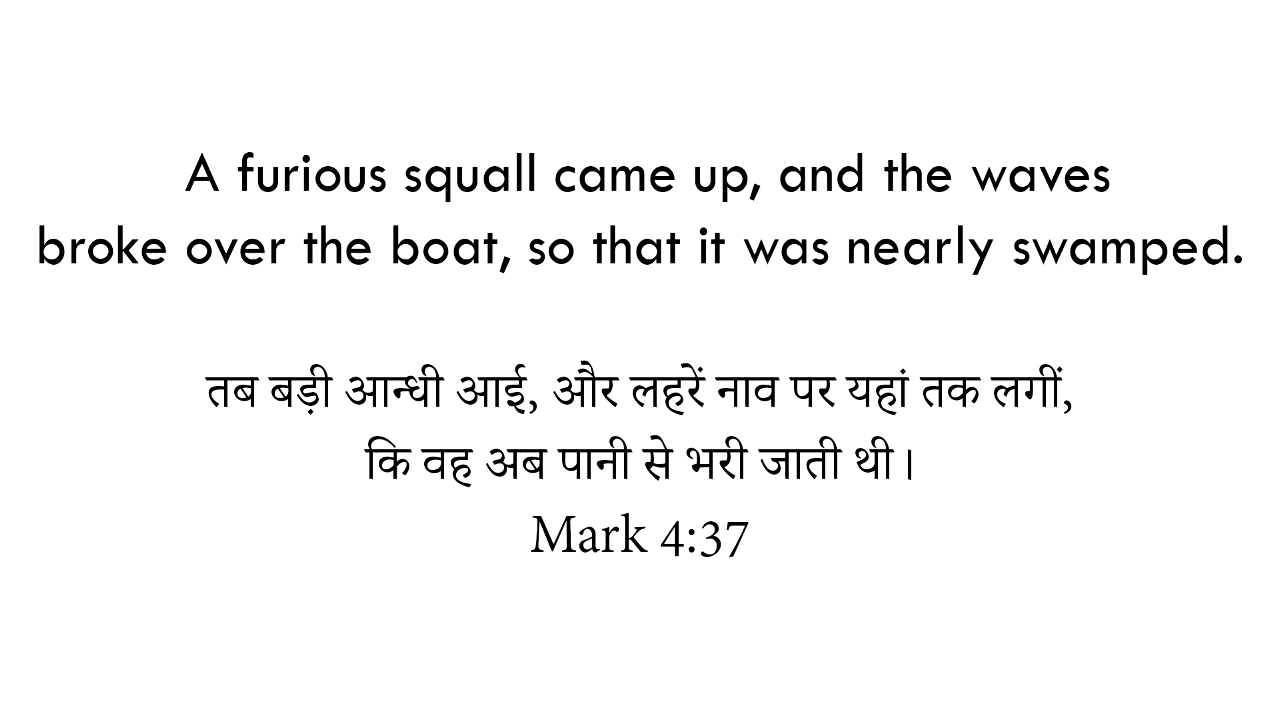 A furious squall came up, and the waves
broke over the boat, so that it was nearly swamped.
तब बड़ी आन्धी आई, और लहरें नाव पर यहां तक लगीं,
कि वह अब पानी से भरी जाती थी।
Mark 4:37